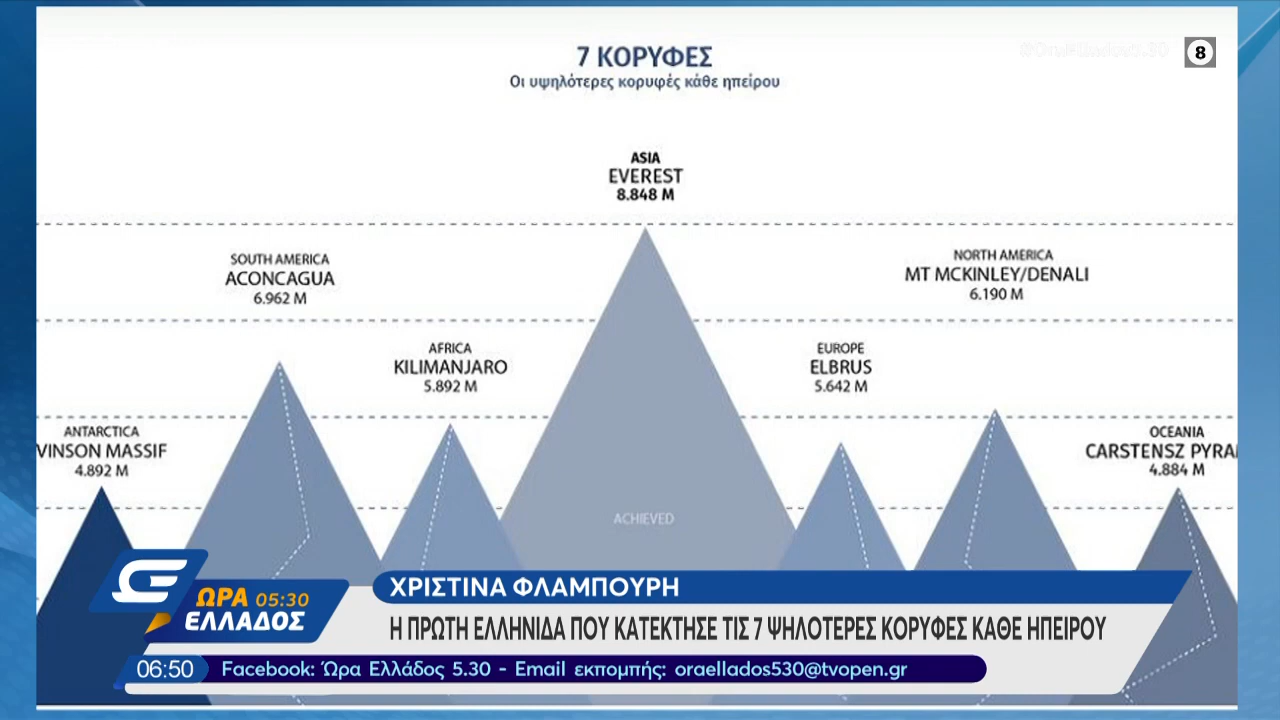 7 ΚΟΡΥΦΕΣ
Οι υψηλότερες κορυφές κάθε ηπείρου
@OraEllados5.30
8
ASIA
EVEREST
8.848 M
SOUTH AMERICA
ACONCAGUA
6.962 M
NORTH AMERICA
MT MCKINLEY/DENALI
6.190 M
AFRICA
KILIMANJARO
5.892 M
EUROPE
ELBRUS
5.642 M
ANTARCTICA
VINSON MASSIF
4.892 M
OCEANIA
CARSTENSZ PYRA
4.884 M
ACHIEVED
ΧΡΙΣΤΙΝΑ ΦΛΑΜΠΟΥΡΗ
ΩΡΑ 05:30
ΕΛΛΑΔΟΣ
Η ΠΡΩΤΗ ΕΛΛΗΝΙΔΑ ΠΟΥ ΚΑΤΕΚΤΗΣΕ ΤΙΣ 7 ΨΗΛΟΤΕΡΕΣ ΚΟΡΥΦΕΣ ΚΑΘΕ ΗΠΕΙΡΟΥ
06:50 Facebook: Ώρα Ελλάδος 5.30 - Email εκπομπής: oraellados530@tvopen.gr